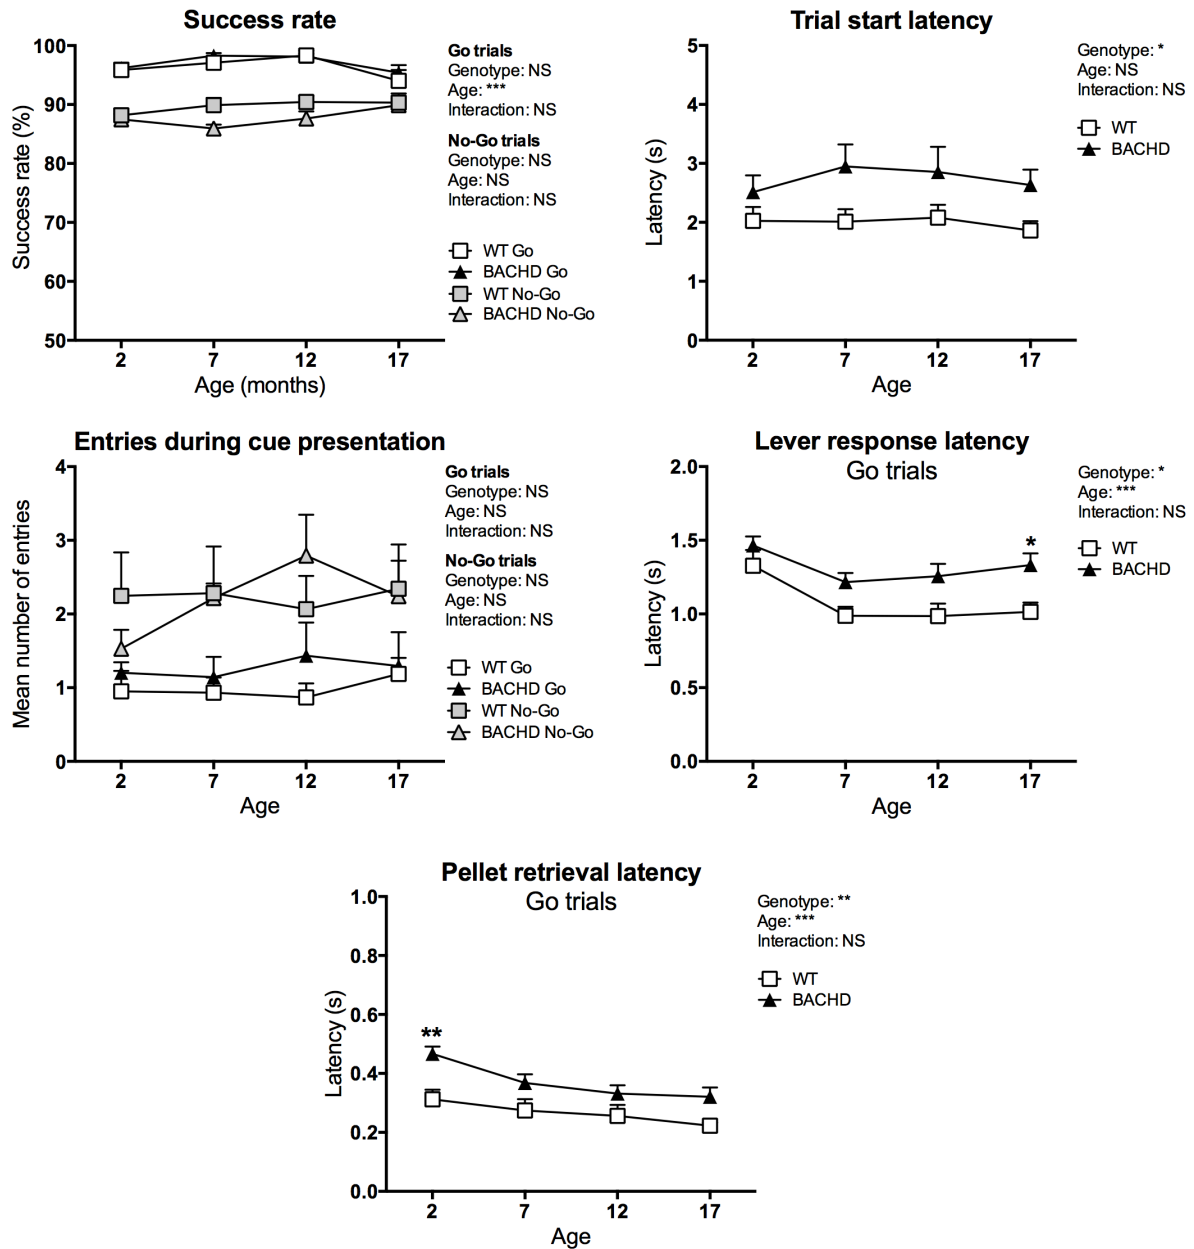 Success rate
Success rate (%)
100
90
80
70
60
50
2 7 12 17
Age (months)
Go trials
Genotype: NS
Age: ***
Interaction: NS
No-Go trials
Genotype: NS
Age: NS
Interaction: NS
WT Go
BACHD Go
WT No-Go
BACHD No-Go
Trial start latency
Latency (s)
5
4
3
2
1
0
2 7 12 17
Age
Genotype: *
Age: NS
Interaction: NS
WT
BACHD
Entries during cue presentation
Mean number of entries
4
3
2
1
0
2 7 12 17
Age
Go trials
Genotype: NS
Age: NS
Interaction: NS
No-Go trials
Genotype: NS
Age: NS
Interaction: NS
WT Go
BACHD Go
WT No-Go
BACHD No-Go
Lever response latency
Go trials
Latency (s)
2.0
1.5
1.0
0.5
0.0
*
2 7 12 17
Age
Genotype: *
Age: ***
Interaction: NS
WT
BACHD
Pellet retrieval latency
Go trials
Latency (s)
1.0
0.8
0.6
0.4
0.2
0.0
**
2 7 12 17
Age
Genotype: **
Age: ***
Interaction: NS
WT
BACHD